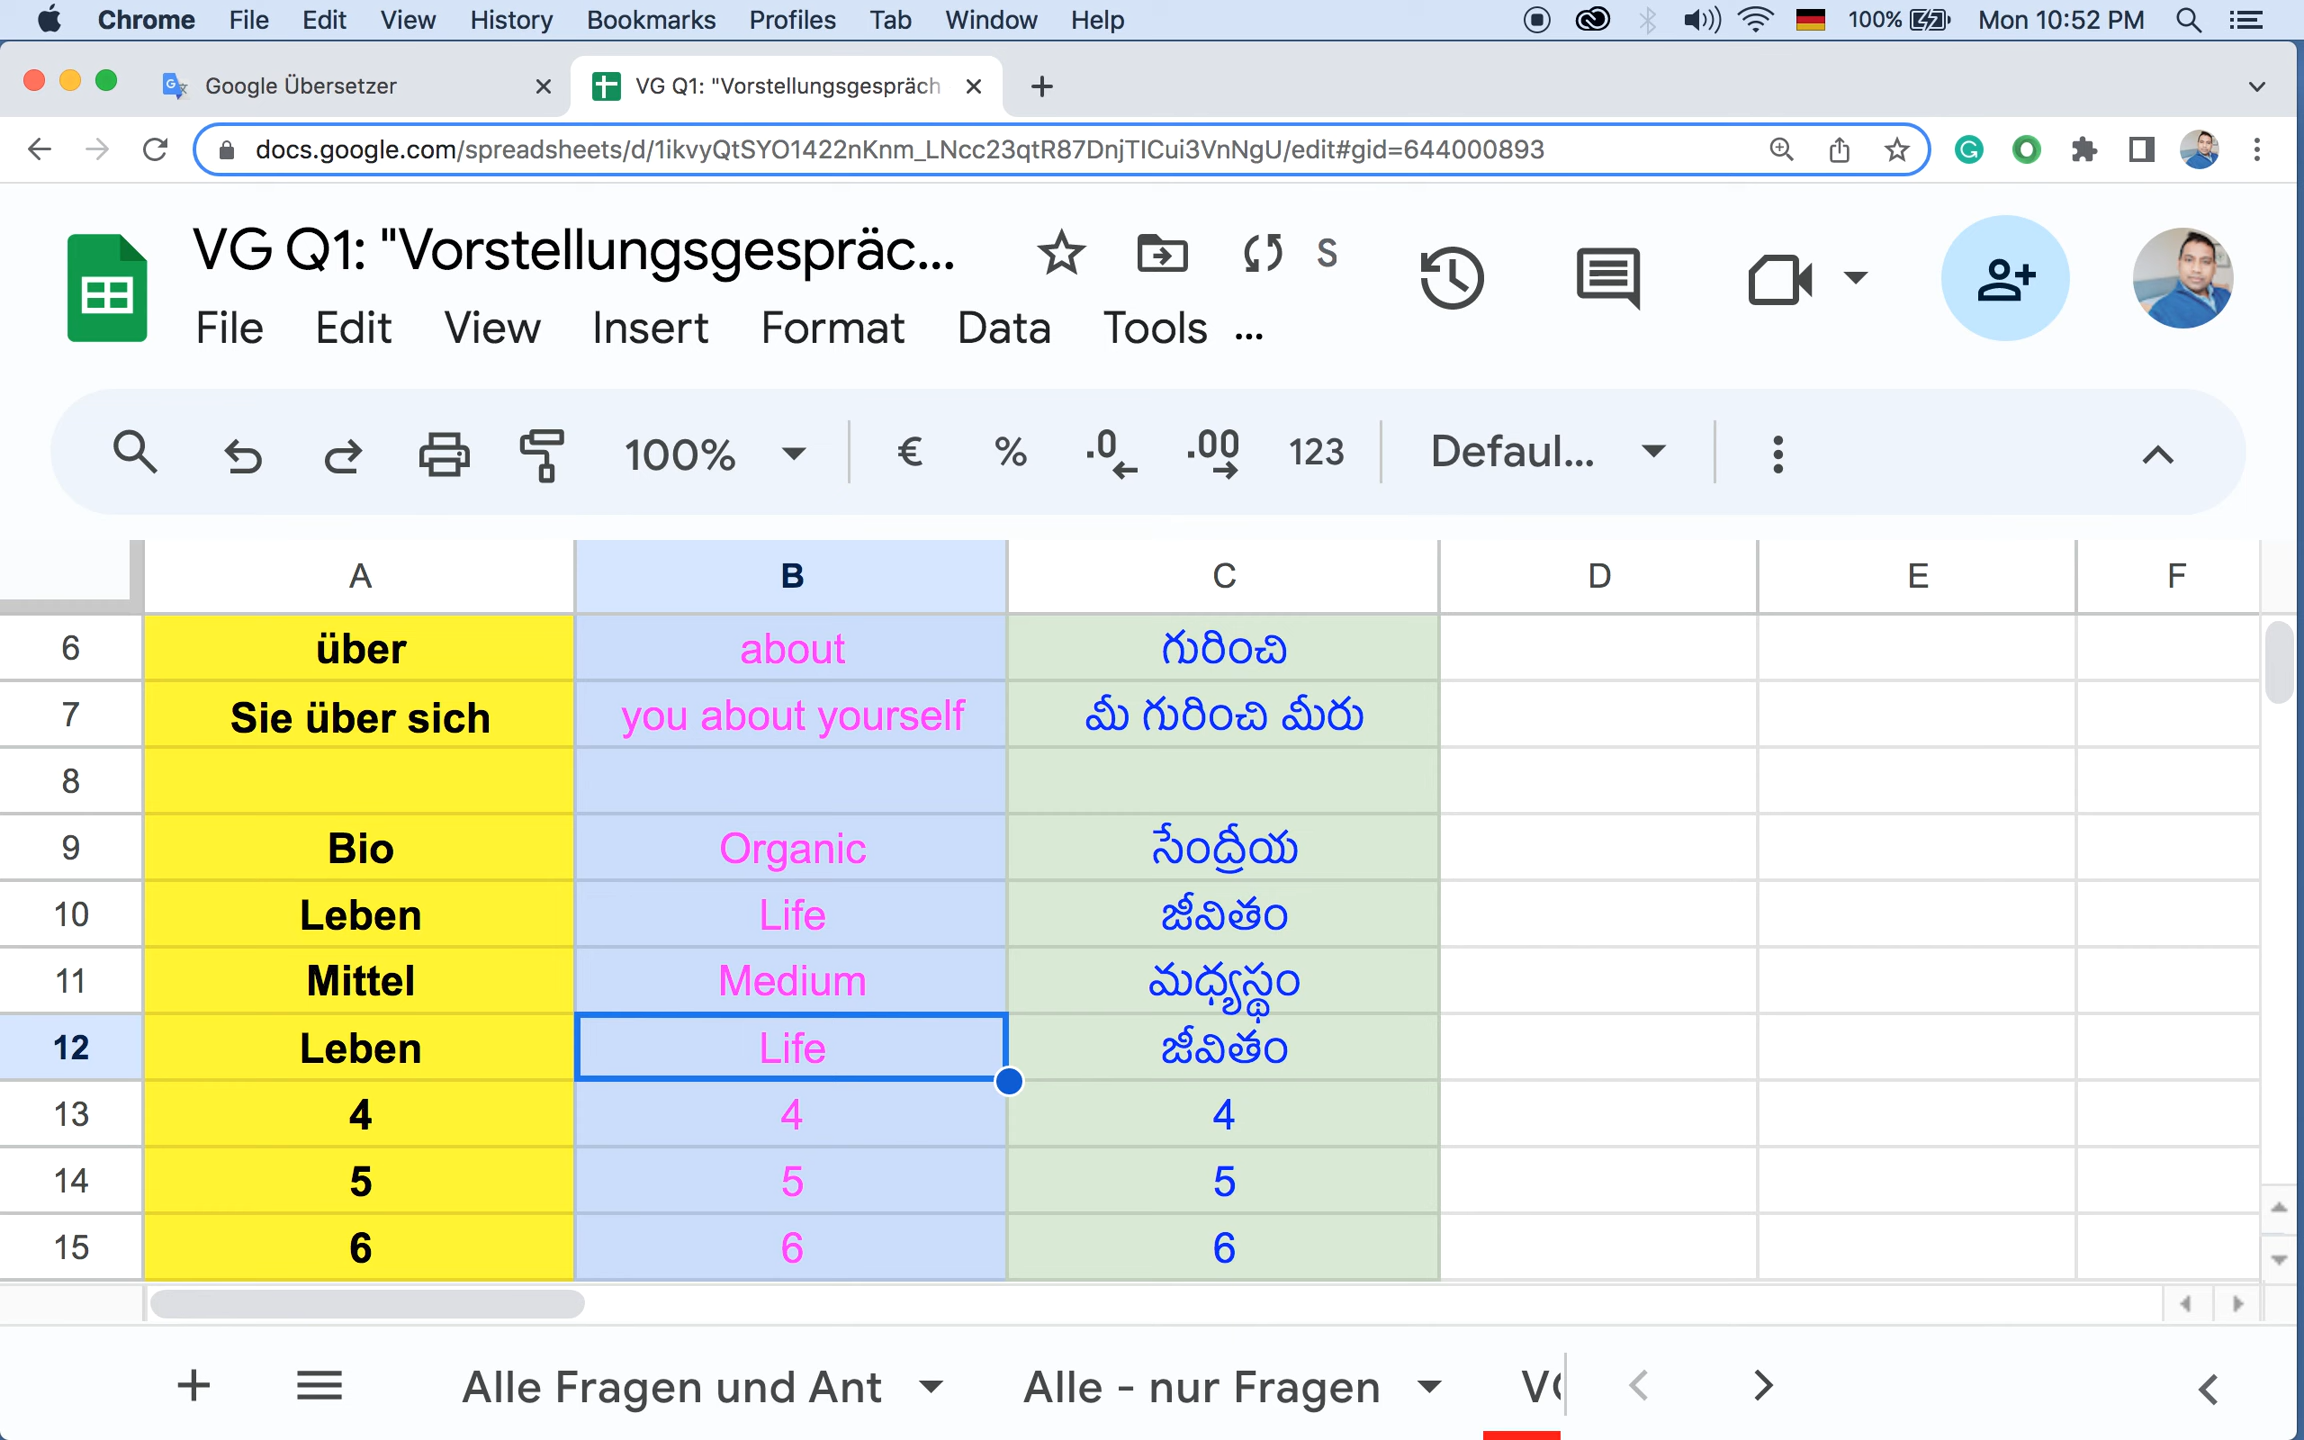 Chrome File Edit View History Bookmarks Profiles Tab Window Help 100% Mon 10:52 PM
Google Übersetzer VG Q1: "Vorstellungsgespräch
docs.google.com/spreadsheets/d/1ikvyQtSYO1422nKnm_LNcc23qtR87DnjTICui3VnNgU/edit#gid=644000893
VG Q1: "Vorstellungsgespräc... S
File Edit View Insert Format Data Tools ...
100% € % .0 .00 123 Defaul...
A B C D E F
6 über about గురించి
7 Sie über sich you about yourself మీ గురించి మీరు
8
9 Bio Organic సేంద్రీయ
10 Leben Life జీవితం
11 Mittel Medium మధ్యస్థం
12 Leben Life జీవితం
13 4 4 4
14 5 5 5
15 6 6 6
+ Alle Fragen und Ant Alle - nur Fragen